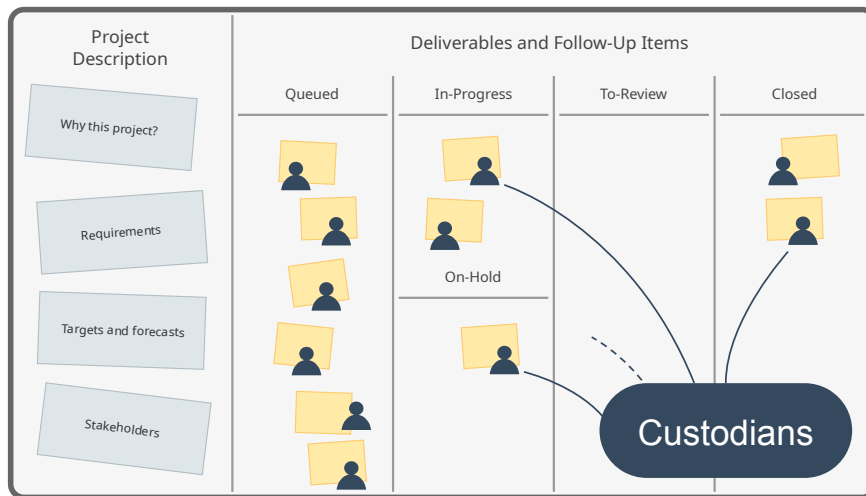 Project
Description
Deliverables and Follow-Up Items
Why this project?
Requirements
Targets and forecasts
Stakeholders
Queued
In-Progress
To-Review
Closed
On-Hold
Custodians